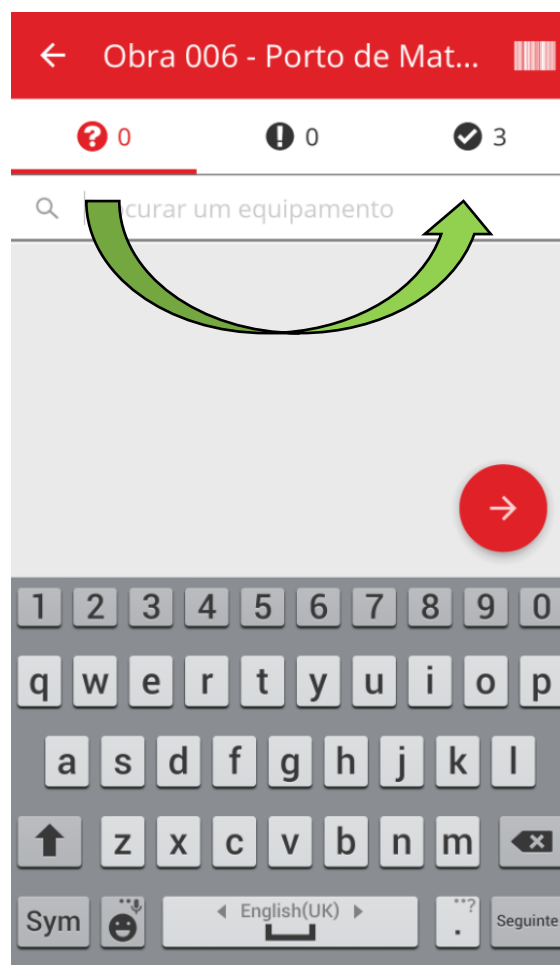 Obra 006 - Porto de Mat...
0 0 3
curar um equipamento
1 2 3 4 5 6 7 8 9 0
q w e r t y u i o p
a s d f g h j k l
z x c v b n m
Sym English(UK) ..? . Seguinte